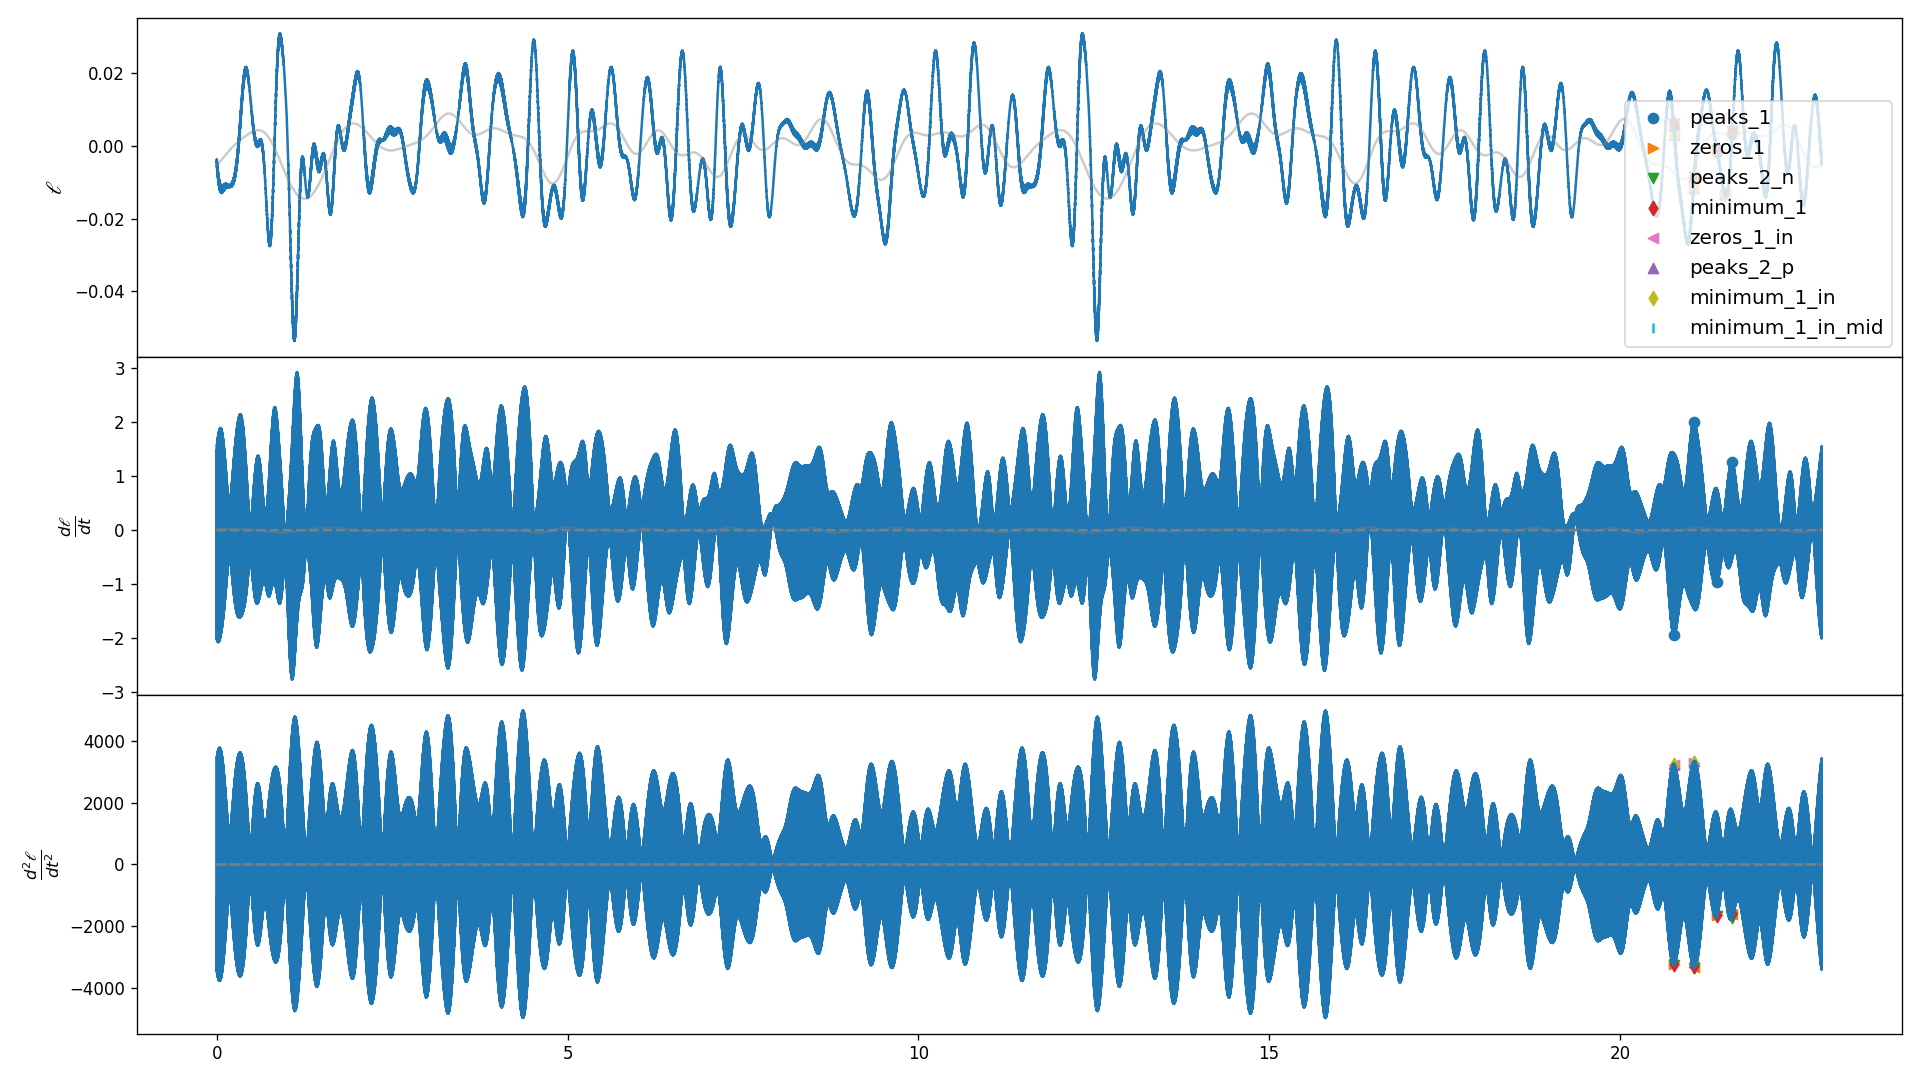 0.02
0.00
−0.02
−0.04
ℓ
peaks_1
zeros_1
peaks_2_n
minimum_1
zeros_1_in
peaks_2_p
minimum_1_in
minimum_1_in_mid
3
2
1
0
−1
−2
−3
dℓ
dt
4000
2000
0
−2000
−4000
d²ℓ
dt²
0 5 10 15 20